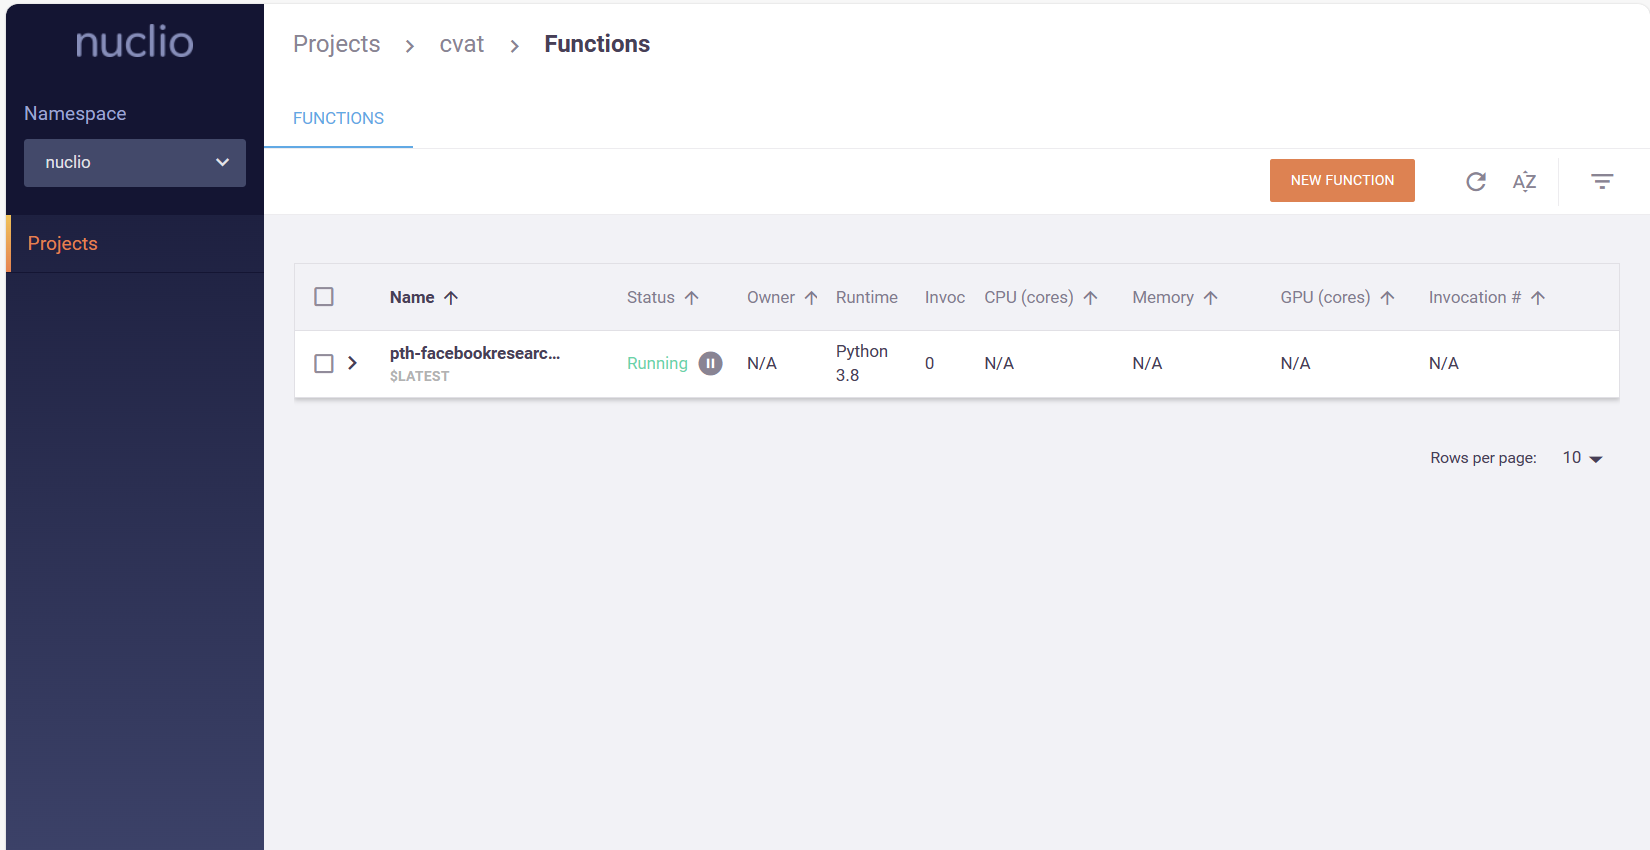 nuclio
Namespace
nuclio
Projects
Projects > cvat > Functions
FUNCTIONS
NEW FUNCTION
AZ
Name Status Owner Runtime Invoc CPU (cores) Memory GPU (cores) Invocation #
pth-facebookresearc... Running N/A Python 3.8 0 N/A N/A N/A N/A
$LATEST
Rows per page: 10